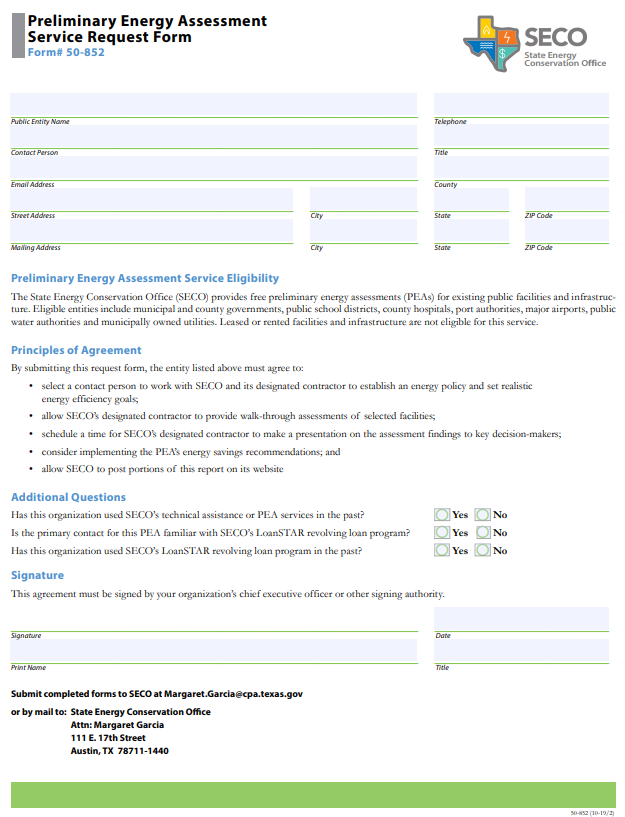 Preliminary Energy Assessment
Service Request Form
Form# 50-852
SECO
State Energy
Conservation Office
Public Entity Name
Telephone
Contact Person
Title
Email Address
County
Street Address
City
State
ZIP Code
Mailing Address
City
State
ZIP Code
Preliminary Energy Assessment Service Eligibility
The State Energy Conservation Office (SECO) provides free preliminary energy assessments (PEAs) for existing public facilities and infrastruc-
ture. Eligible entities include municipal and county governments, public school districts, county hospitals, port authorities, major airports, public
water authorities and municipally owned utilities. Leased or rented facilities and infrastructure are not eligible for this service.
Principles of Agreement
By submitting this request form, the entity listed above must agree to:
• select a contact person to work with SECO and its designated contractor to establish an energy policy and set realistic
energy efficiency goals;
• allow SECO's designated contractor to provide walk-through assessments of selected facilities;
• schedule a time for SECO's designated contractor to make a presentation on the assessment findings to key decision-makers;
• consider implementing the PEA's energy savings recommendations; and
• allow SECO to post portions of this report on its website
Additional Questions
Has this organization used SECO's technical assistance or PEA services in the past? Yes No
Is the primary contact for this PEA familiar with SECO's LoanSTAR revolving loan program? Yes No
Has this organization used SECO's LoanSTAR revolving loan program in the past? Yes No
Signature
This agreement must be signed by your organization's chief executive officer or other signing authority.
Signature
Date
Print Name
Title
Submit completed forms to SECO at Margaret.Garcia@cpa.texas.gov
or by mail to: State Energy Conservation Office
Attn: Margaret Garcia
111 E. 17th Street
Austin, TX 78711-1440
50-852 (10-19/2)